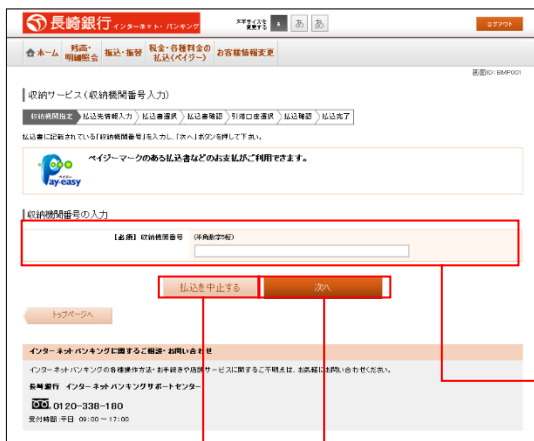 長崎銀行 インターネット・バンキング
文字サイズを変更する あ あ
ログアウト
ホーム 残高・明細照会 振込・振替 税金・各種料金の払込(ペイジー) お客様情報変更
画面ID:BMP001
収納サービス(収納機関番号入力)
収納機関指定 払込先情報入力 払込書選択 払込書確認 引落口座選択 払込確認 払込完了
払込書に記載されている「収納機関番号」を入力し、「次へ」ボタンを押して下さい。
ペイジーマークのある払込書などのお支払がご利用できます。
Pay-easy
収納機関番号の入力
【必須】収納機関番号 (半角数字5桁)
払込を中止する 次へ
トップページへ
インターネットバンキングに関するご相談・お問い合わせ
インターネットバンキングの各種操作方法・お手続きや店頭サービスに関するご不明点は、お気軽にお問い合わせください。
長崎銀行 インターネットバンキングサポートセンター
0120-338-180
受付時間:平日 09:00～17:00